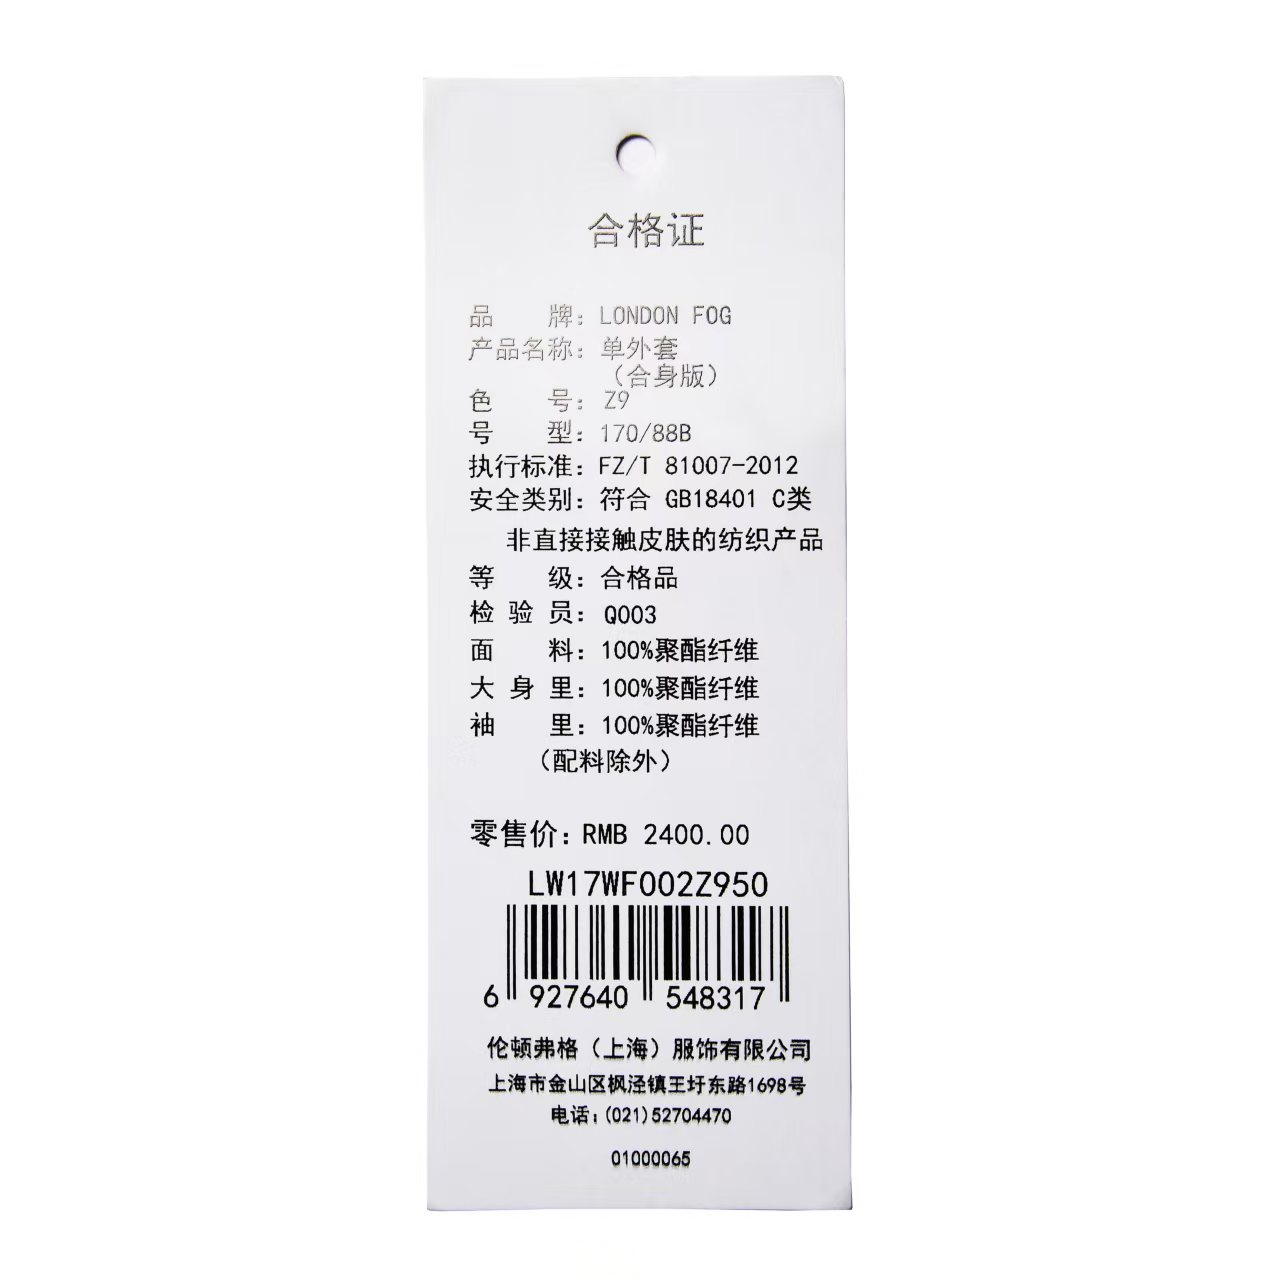 合格证
品 牌：LONDON FOG
产品名称：单外套
（合身版）
色 号：Z9
号 型：170/88B
执行标准：FZ/T 81007-2012
安全类别：符合 GB18401 C类
非直接接触皮肤的纺织产品
等 级：合格品
检 验 员：Q003
面 料：100%聚酯纤维
大 身 里：100%聚酯纤维
袖 里：100%聚酯纤维
（配料除外）
零售价：RMB 2400.00
LW17WF002Z950
6 927640 548317
伦顿弗格（上海）服饰有限公司
上海市金山区枫泾镇王圩东路1698号
电话：(021)52704470
01000065